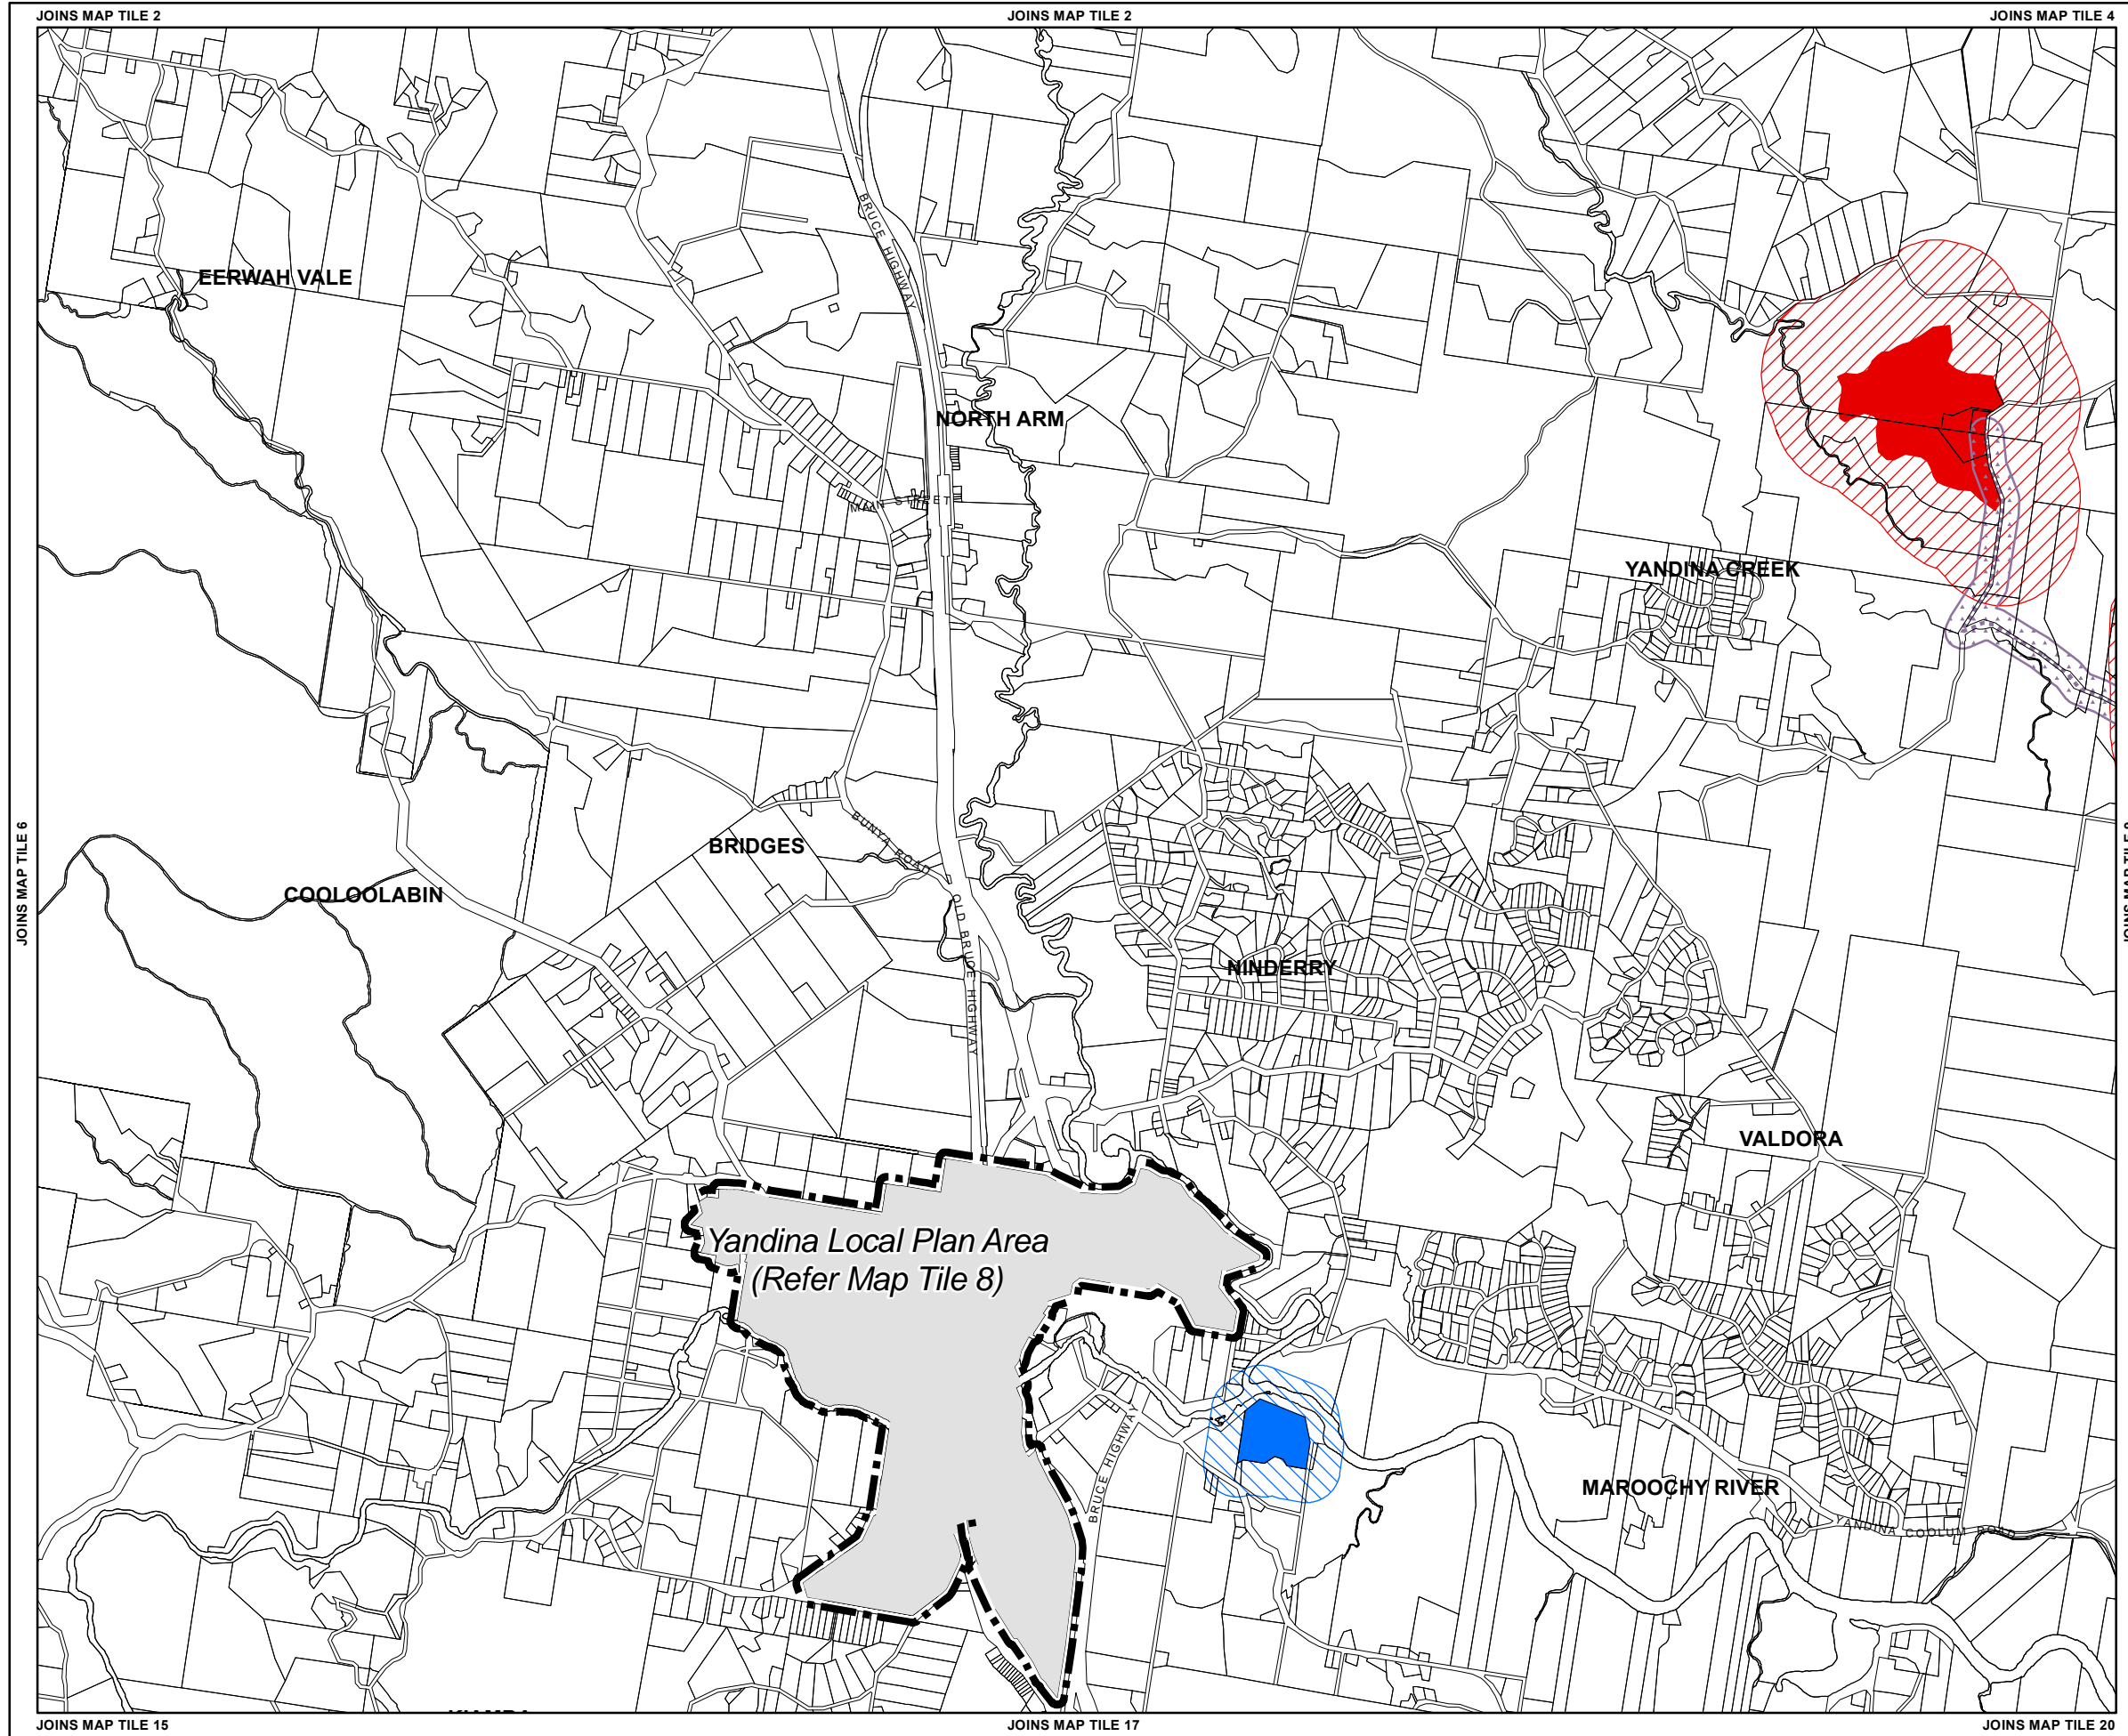 JOINS MAP TILE 2
JOINS MAP TILE 2
JOINS MAP TILE 4
BRUCE HIGHWAY
EERWAH VALE
NORTH ARM
MAIN STREET
YANDINA CREEK
JOINS MAP TILE 6
BUNYA ROAD
BRIDGES
COOLOOLABIN
OLD BRUCE HIGHWAY
NINDERRY
VALDORA
Yandina Local Plan Area
(Refer Map Tile 8)
BRUCE HIGHWAY
MAROOCHY RIVER
YANDINA COOLUM ROAD
JOINS MAP TILE 15
JOINS MAP TILE 17
JOINS MAP TILE 20